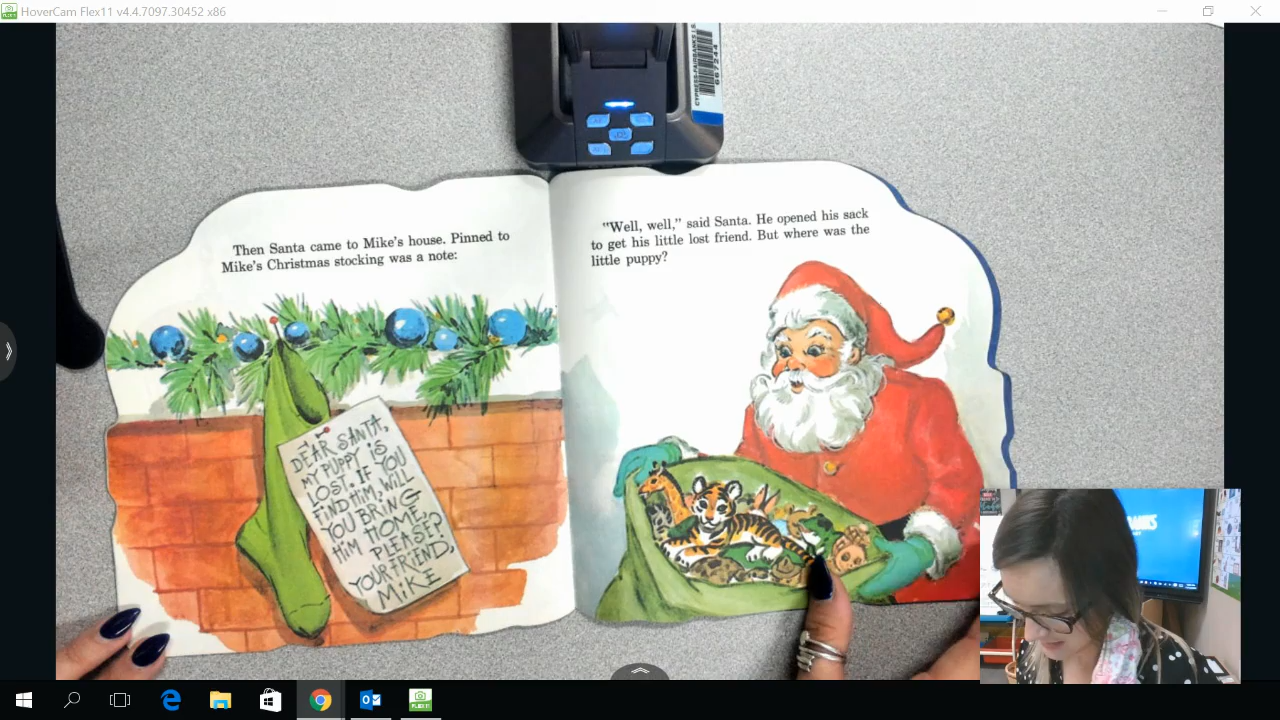 HoverCam Flex11 v4.4.7097.30452 x86
CYPRESS-FAIRBANKS I.S
667244
Then Santa came to Mike's house. Pinned to
Mike's Christmas stocking was a note:
DEAR SANTA,
MY PUPPY IS
LOST. IF YOU
FIND HIM, WILL
YOU BRING
HIM HOME,
PLEASE?
YOUR FRIEND,
MIKE
"Well, well," said Santa. He opened his sack
to get his little lost friend. But where was the
little puppy?